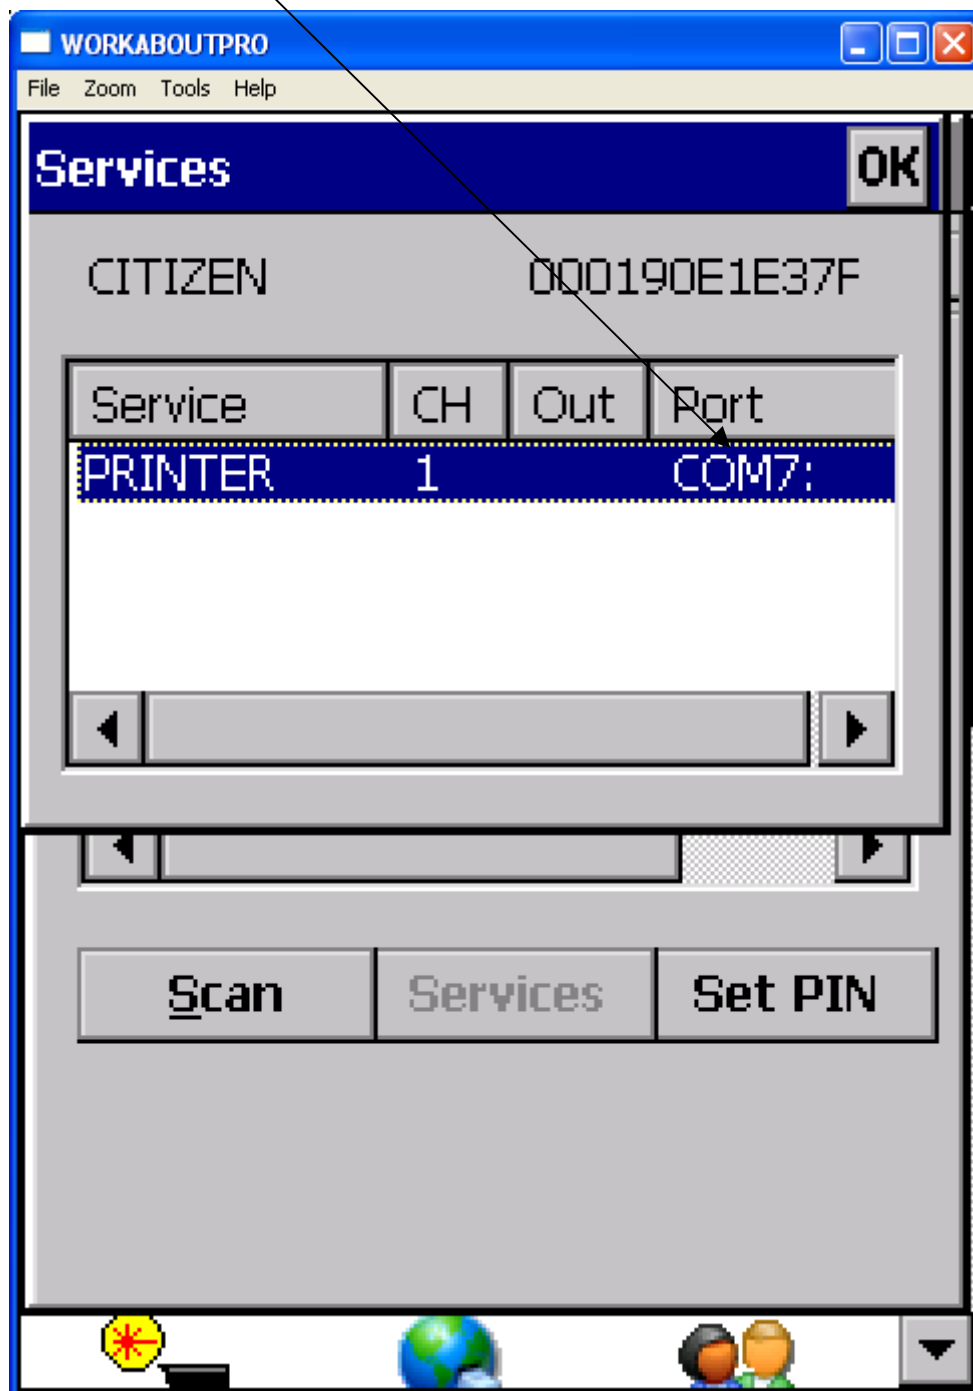 WORKABOUTPRO
File Zoom Tools Help
Services OK
CITIZEN 000190E1E37F
Service CH Out Port
PRINTER 1 COM7:
Scan Services Set PIN